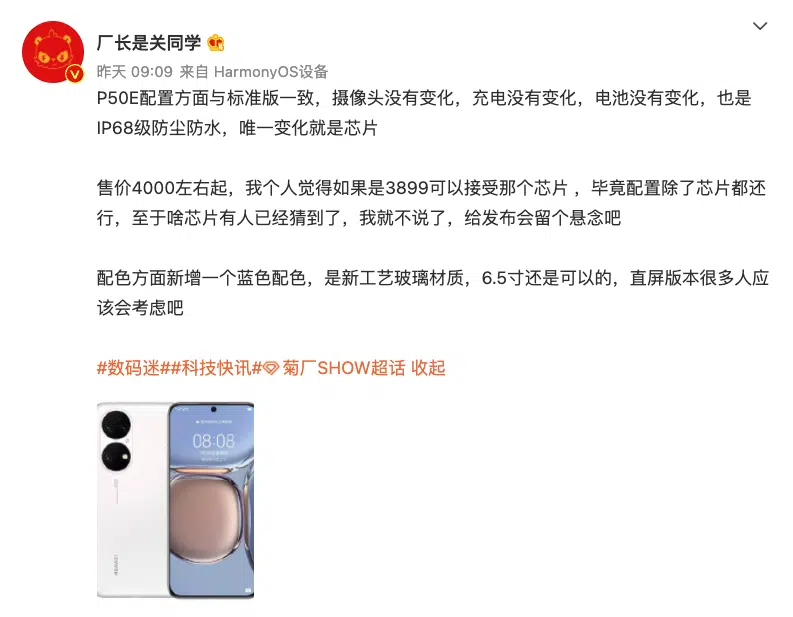 厂长是关同学
昨天 09:09 来自 HarmonyOS设备
P50E配置方面与标准版一致，摄像头没有变化，充电没有变化，电池没有变化，也是
IP68级防尘防水，唯一变化就是芯片
售价4000左右起，我个人觉得如果是3899可以接受那个芯片 ，毕竟配置除了芯片都还
行，至于啥芯片有人已经猜到了，我就不说了，给发布会留个悬念吧
配色方面新增一个蓝色配色，是新工艺玻璃材质，6.5寸还是可以的，直屏版本很多人应
该会考虑吧
#数码迷##科技快讯#菊厂SHOW超话 收起
08:08
HUAWEI